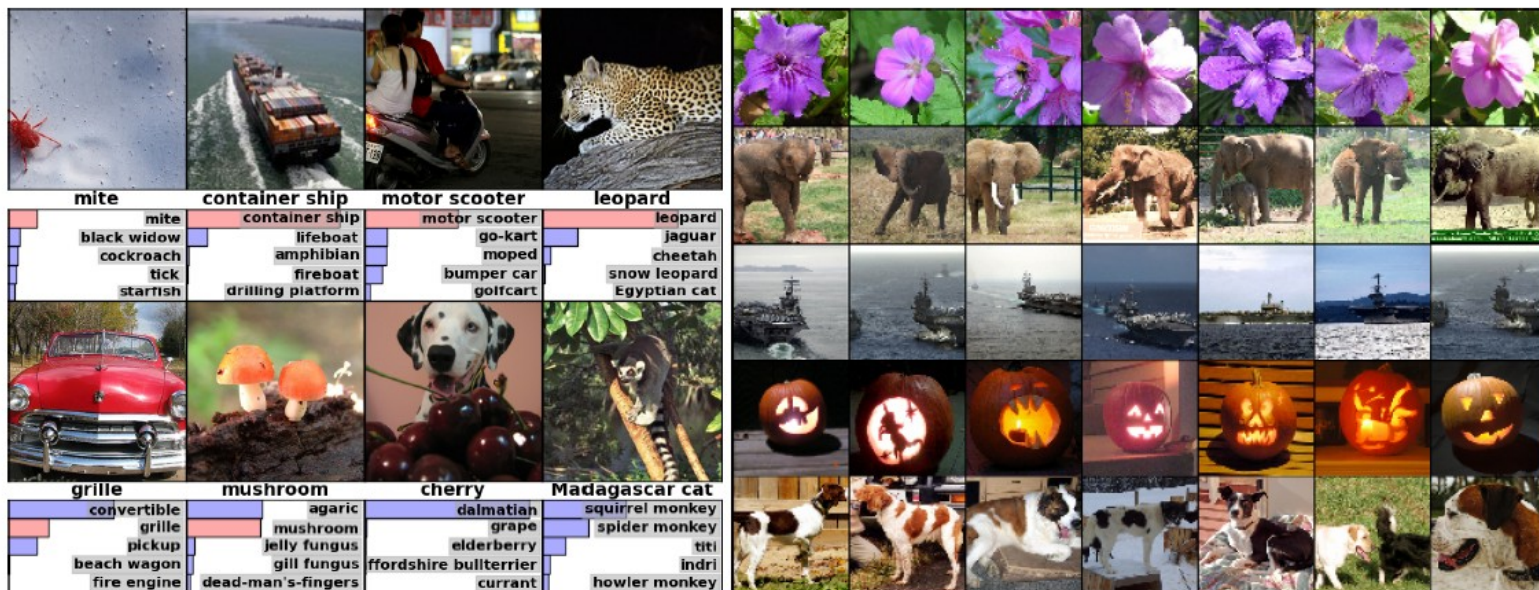 mite
container ship
motor scooter
leopard
mite
black widow
cockroach
tick
starfish
container ship
lifeboat
amphibian
fireboat
drilling platform
motor scooter
go-kart
moped
bumper car
golfcart
leopard
jaguar
cheetah
snow leopard
Egyptian cat
grille
mushroom
cherry
Madagascar cat
convertible
grille
pickup
beach wagon
fire engine
agaric
mushroom
jelly fungus
gill fungus
dead-man's-fingers
dalmatian
grape
elderberry
ffordshire bullterrier
currant
squirrel monkey
spider monkey
titi
indri
howler monkey